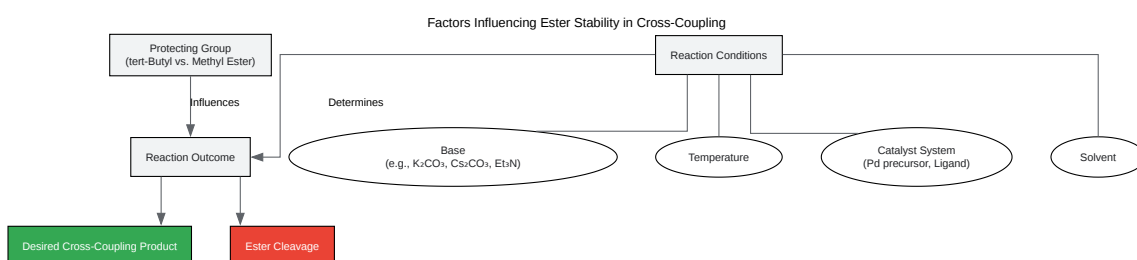 Factors Influencing Ester Stability in Cross-Coupling
Protecting Group
(tert-Butyl vs. Methyl Ester)
Reaction Conditions
Influences
Determines
Reaction Outcome
Base
(e.g., K₂CO₃, Cs₂CO₃, Et₃N)
Temperature
Catalyst System
(Pd precursor, Ligand)
Solvent
Desired Cross-Coupling Product
Ester Cleavage